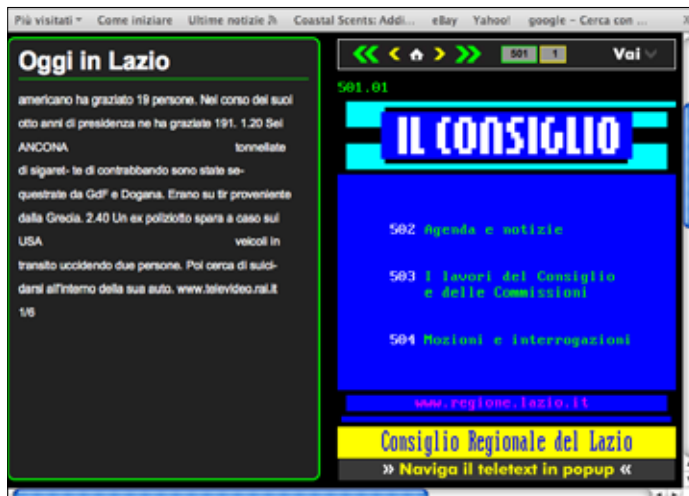 Più visitati Come iniziare Ultime notizie Coastal Scents: Addi... eBay Yahoo! google - Cerca con ...
Oggi in Lazio
americano ha graziato 19 persone. Nel corso dei suoi
otto anni di presidenza ne ha graziate 191. 1.20 Sei
ANCONA tonnellate
di sigaret- te di contrabbando sono state se-
questrate da GdF e Dogana. Erano su tir proveniente
dalla Grecia. 2.40 Un ex poliziotto spara a caso sui
USA veicoli in
transito uccidendo due persone. Poi cerca di suici-
darsi all'interno della sua auto. www.televideo.rai.it
1/6
501 1 Vai
501.01
IL CONSIGLIO
502 Agenda e notizie
503 I lavori del Consiglio
e delle Commissioni
504 Mozioni e interrogazioni
www.regione.lazio.it
Consiglio Regionale del Lazio
» Naviga il teletext in popup «